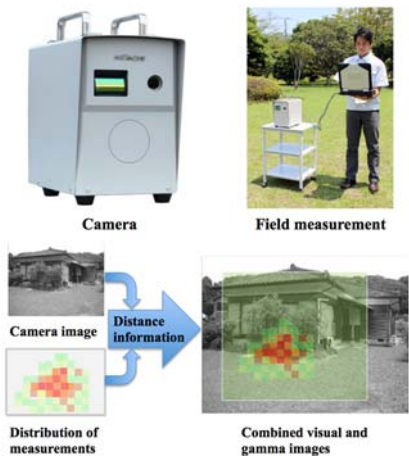 Camera
Field measurement
Camera image
Distance
information
Distribution of
measurements
Combined visual and
gamma images